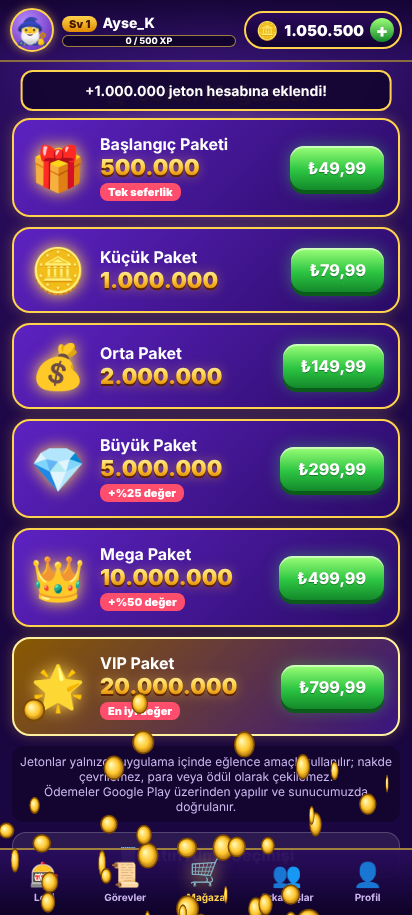 Sv 1 Ayse_K
0 / 500 XP
1.050.500 +
+1.000.000 jeton hesabına eklendi!
Başlangıç Paketi
500.000
Tek seferlik
₺49,99
Küçük Paket
1.000.000
₺79,99
Orta Paket
2.000.000
₺149,99
Büyük Paket
5.000.000
+%25 değer
₺299,99
Mega Paket
10.000.000
+%50 değer
₺499,99
VIP Paket
20.000.000
En iyi değer
₺799,99
Jetonlar yalnızca uygulama içinde eğlence amaçlı kullanılır; nakde
çevrilemez, para veya ödül olarak çekilemez.
Ödemeler Google Play üzerinden yapılır ve sunucumuzda
doğrulanır.
Görevler
Mağaza
Profil